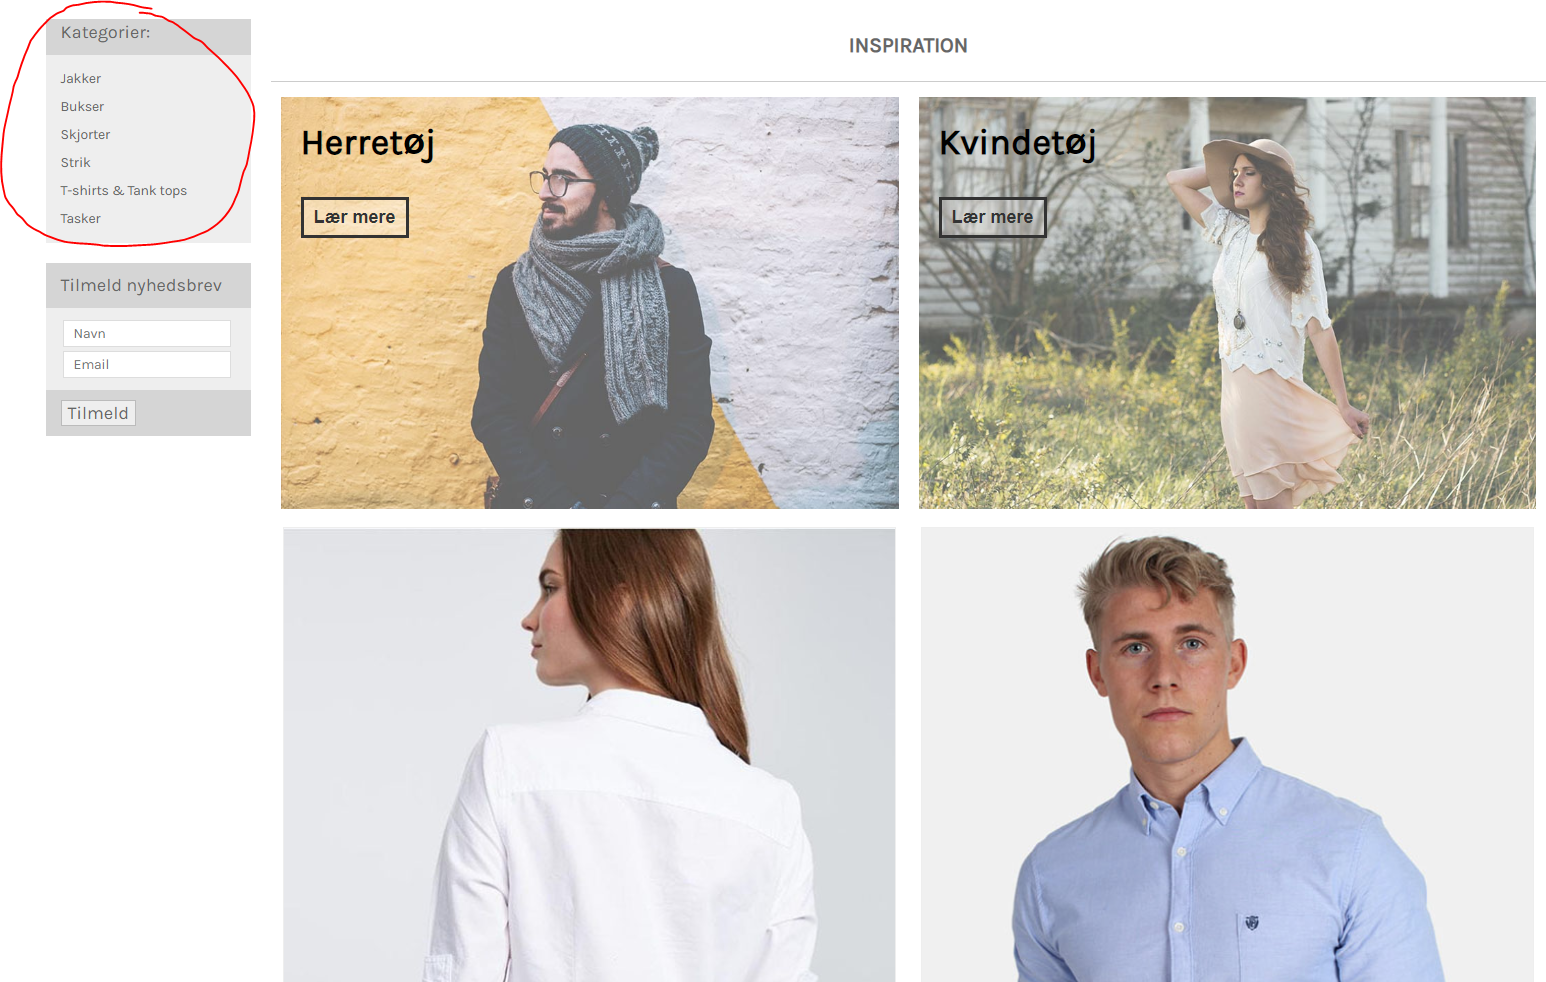 Kategorier:
Jakker
Bukser
Skjorter
Strik
T-shirts & Tank tops
Tasker
Tilmeld nyhedsbrev
Navn
Email
Tilmeld
INSPIRATION
Herretøj
Lær mere
Kvindetøj
Lær mere